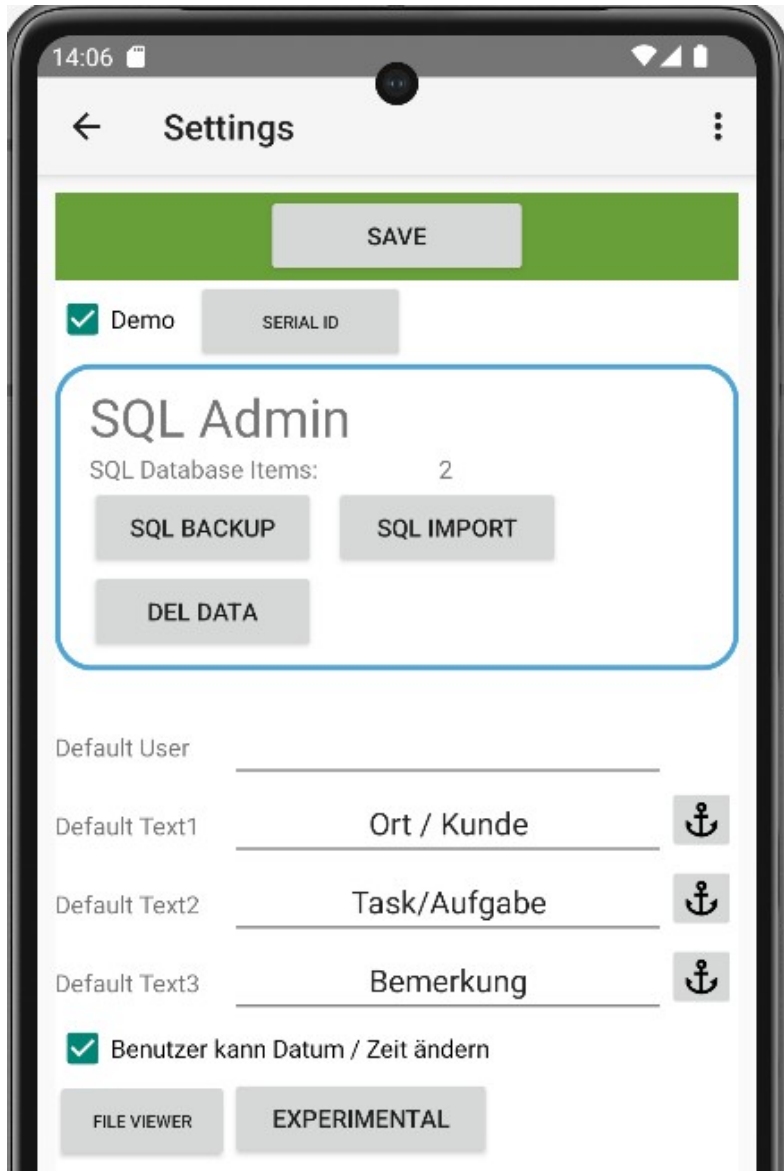 14:06
Settings
SAVE
Demo SERIAL ID
SQL Admin
SQL Database Items: 2
SQL BACKUP SQL IMPORT
DEL DATA
Default User
Default Text1 Ort / Kunde
Default Text2 Task/Aufgabe
Default Text3 Bemerkung
Benutzer kann Datum / Zeit ändern
FILE VIEWER EXPERIMENTAL